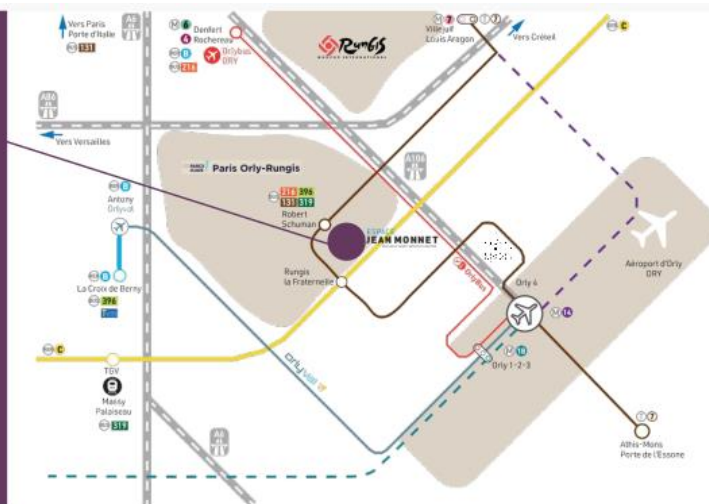 Vers Paris
Porte d'Italie
131
A6
M 6
4
Denfert
Rochereau
B
Orlybus
ORY
216
RUNGIS
MARCHE INTERNATIONAL
M 7
T 7
Villejuif
Louis Aragon
Vers Créteil
C
A86
Vers Versailles
A106
Paris Orly-Rungis
216 396
131 319
Robert
Schuman
ESPACE
JEAN MONNET
B
Antony
Orlyval
B
La Croix de Berny
396
Rungis
la Fraternelle
OrlyBus
Orly 4
Aéroport d'Orly
ORY
M 14
M 18
Orly 1-2-3
C
TGV
Massy
Palaiseau
319
orlyval
A6
T 7
Athis-Mons
Porte de l'Essone